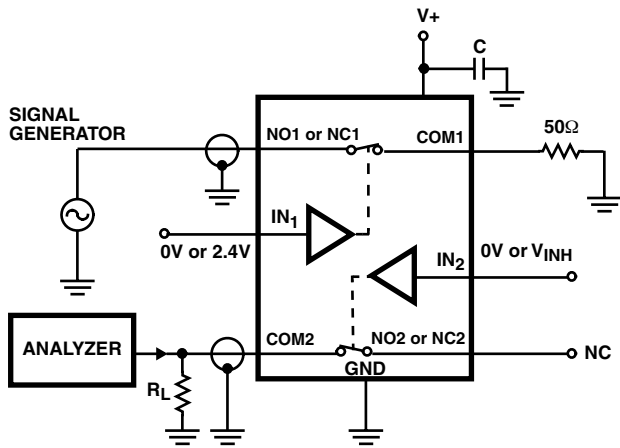 V+
C
SIGNAL
GENERATOR
NO1 or NC1
COM1
50Ω
IN1
0V or 2.4V
IN2
0V or VINH
ANALYZER
COM2
NO2 or NC2
NC
GND
RL